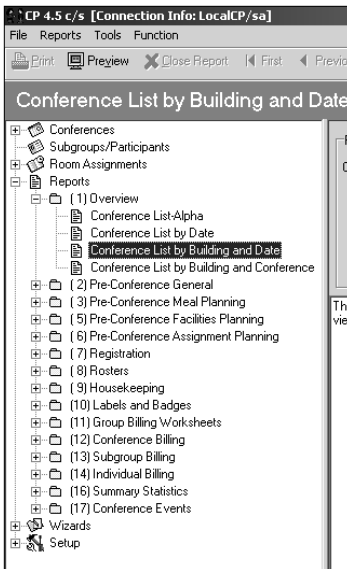 CP 4.5 c/s [Connection Info: LocalCP/sa]
File Reports Tools Function
Print Preview Close Report First
Conference List by Building and Date
Conferences
Subgroups/Participants
Room Assignments
Reports
(1) Overview
Conference List-Alpha
Conference List by Date
Conference List by Building and Date
Conference List by Building and Conference
(2) Pre-Conference General
(3) Pre-Conference Meal Planning
(5) Pre-Conference Facilities Planning
(6) Pre-Conference Assignment Planning
(7) Registration
(8) Rosters
(9) Housekeeping
(10) Labels and Badges
(11) Group Billing Worksheets
(12) Conference Billing
(13) Subgroup Billing
(14) Individual Billing
(16) Summary Statistics
(17) Conference Events
Wizards
Setup